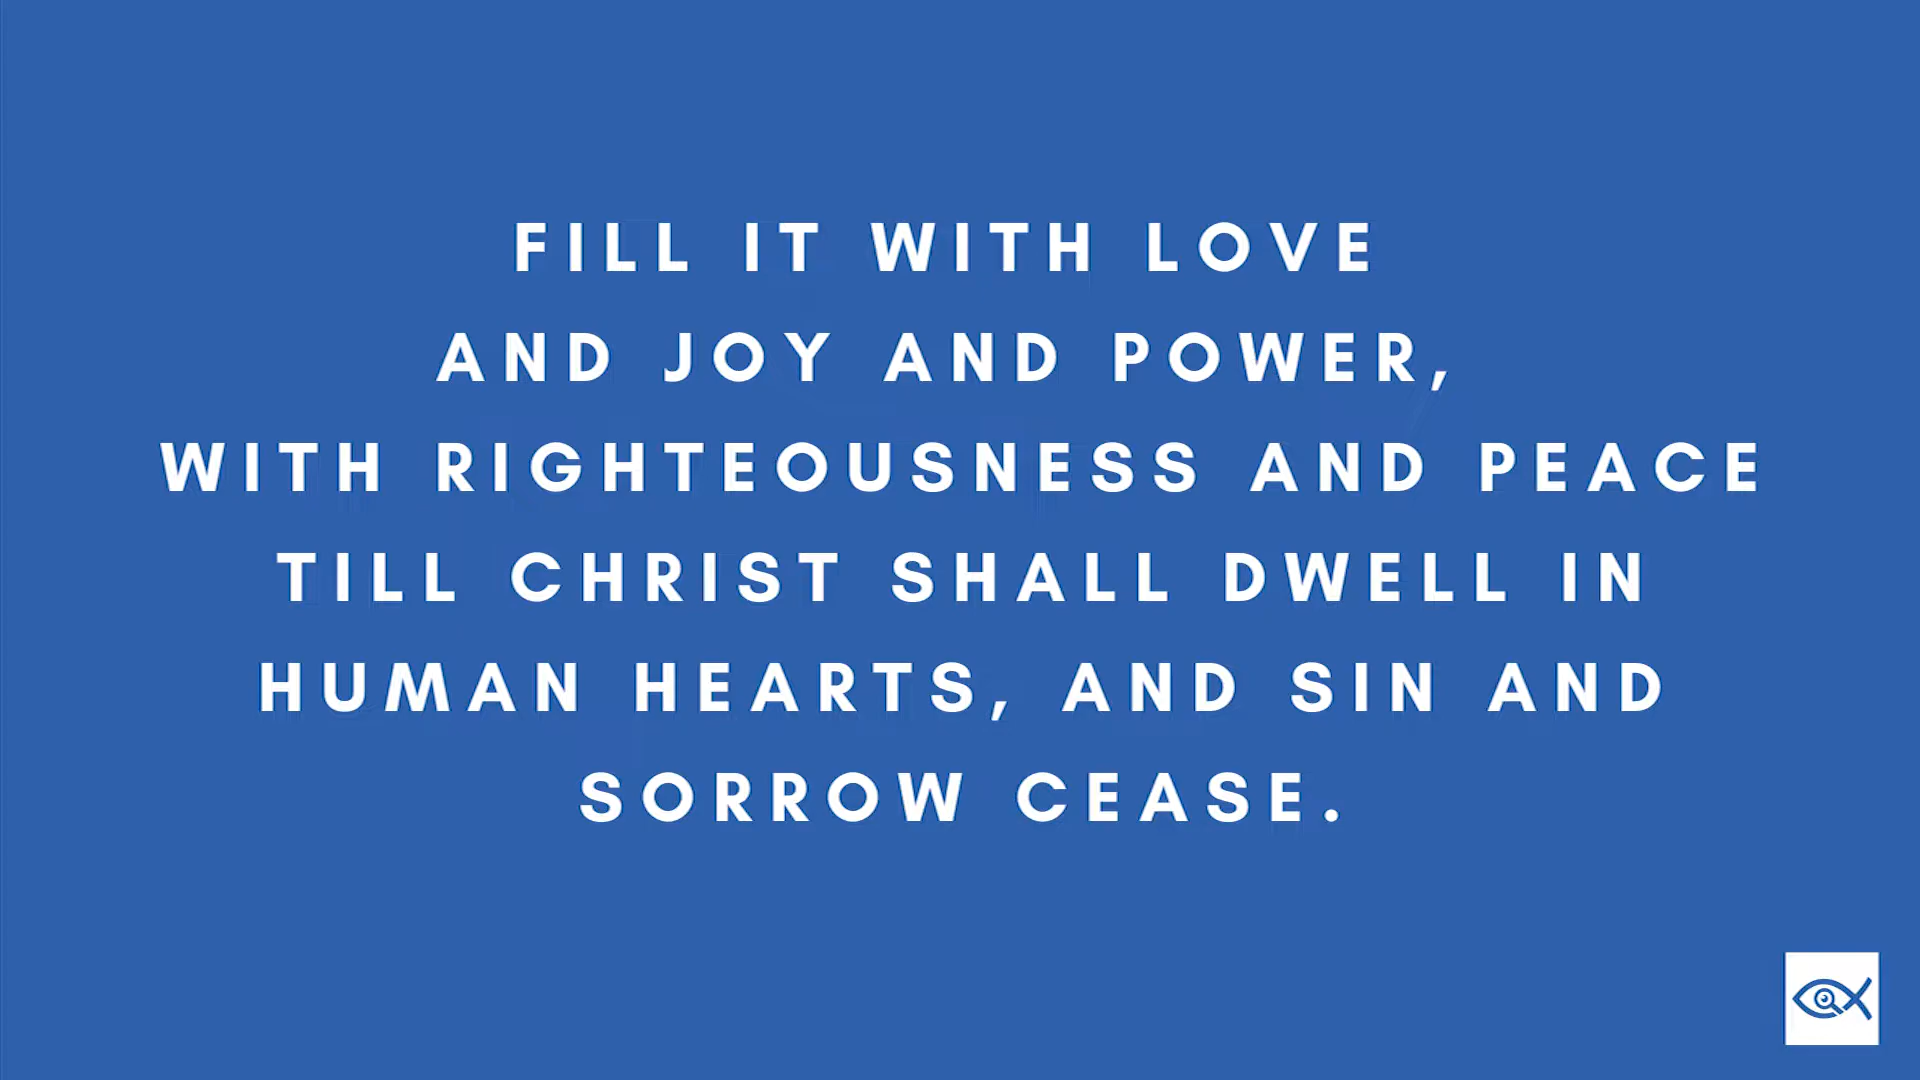 FILL IT WITH LOVE
AND JOY AND POWER,
WITH RIGHTEOUSNESS AND PEACE
TILL CHRIST SHALL DWELL IN
HUMAN HEARTS, AND SIN AND
SORROW CEASE.